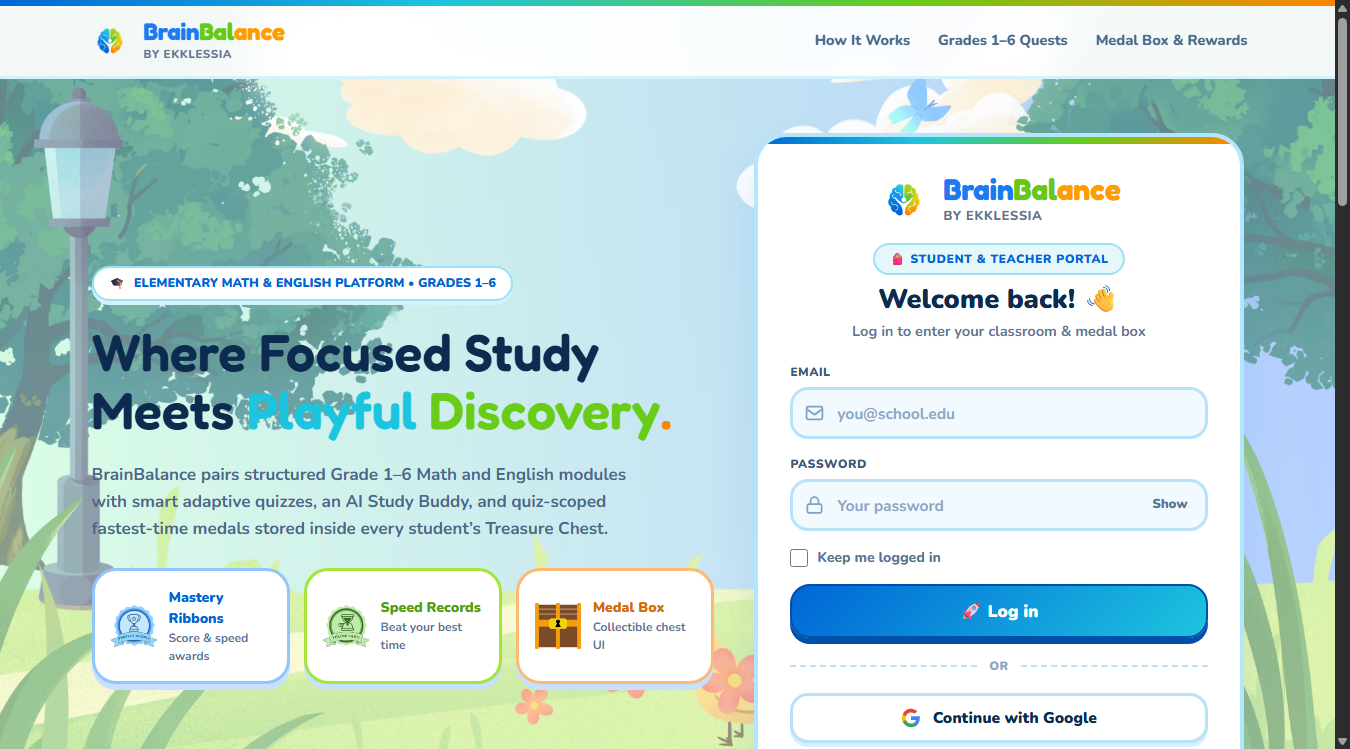 BrainBalance
BY EKKLESSIA
How It Works
Grades 1–6 Quests
Medal Box & Rewards
ELEMENTARY MATH & ENGLISH PLATFORM • GRADES 1–6
Where Focused Study
Meets Playful Discovery.
BrainBalance pairs structured Grade 1–6 Math and English modules
with smart adaptive quizzes, an AI Study Buddy, and quiz-scoped
fastest-time medals stored inside every student’s Treasure Chest.
Mastery
Ribbons
Score & speed
awards
Speed Records
Beat your best
time
Medal Box
Collectible chest
UI
BrainBalance
BY EKKLESSIA
STUDENT & TEACHER PORTAL
Welcome back! 👋
Log in to enter your classroom & medal box
EMAIL
you@school.edu
PASSWORD
Your password
Show
Keep me logged in
🚀 Log in
OR
Continue with Google